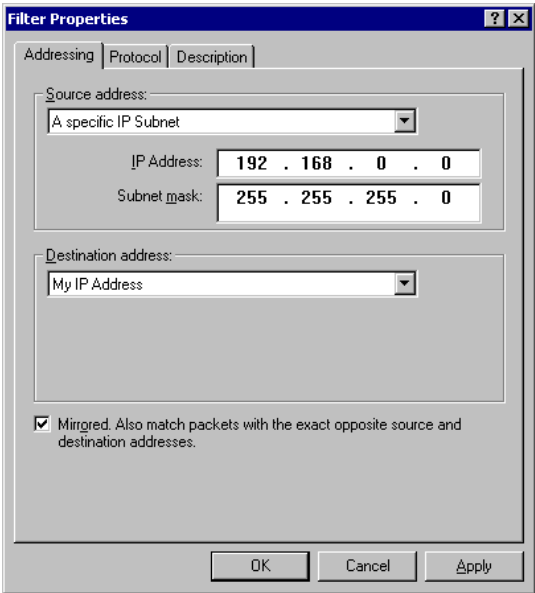 Filter Properties
Addressing Protocol Description
Source address:
A specific IP Subnet
IP Address: 192 . 168 . 0 . 0
Subnet mask: 255 . 255 . 255 . 0
Destination address:
My IP Address
Mirrored. Also match packets with the exact opposite source and
destination addresses.
OK Cancel Apply